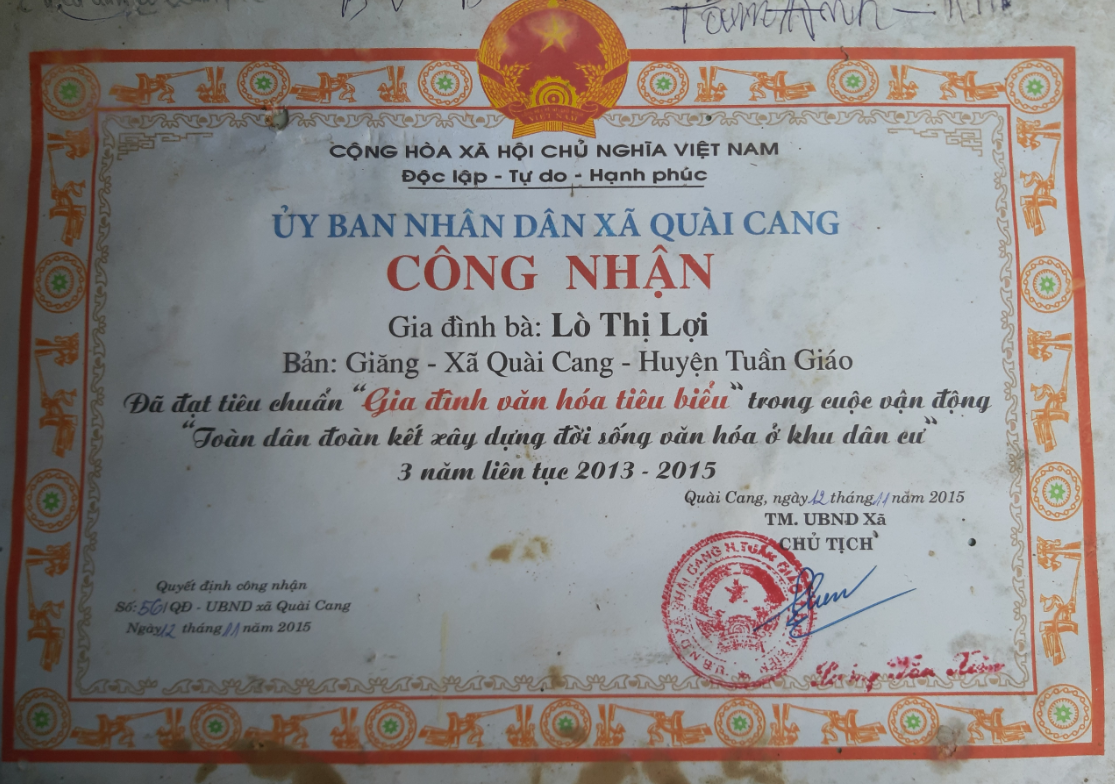 Tâm Anh
CỘNG HÒA XÃ HỘI CHỦ NGHĨA VIỆT NAM
Độc lập - Tự do - Hạnh phúc
ỦY BAN NHÂN DÂN XÃ QUÀI CANG
CÔNG NHẬN
Gia đình bà: Lò Thị Lợi
Bản: Giăng - Xã Quài Cang - Huyện Tuần Giáo
Đã đạt tiêu chuẩn "Gia đình văn hóa tiêu biểu" trong cuộc vận động
"Toàn dân đoàn kết xây dựng đời sống văn hóa ở khu dân cư"
3 năm liên tục 2013 - 2015
Quài Cang, ngày 12 tháng 11 năm 2015
TM. UBND Xã
CHỦ TỊCH
Quyết định công nhận
Số: 56/QĐ - UBND xã Quài Cang
Ngày 12 tháng 11 năm 2015